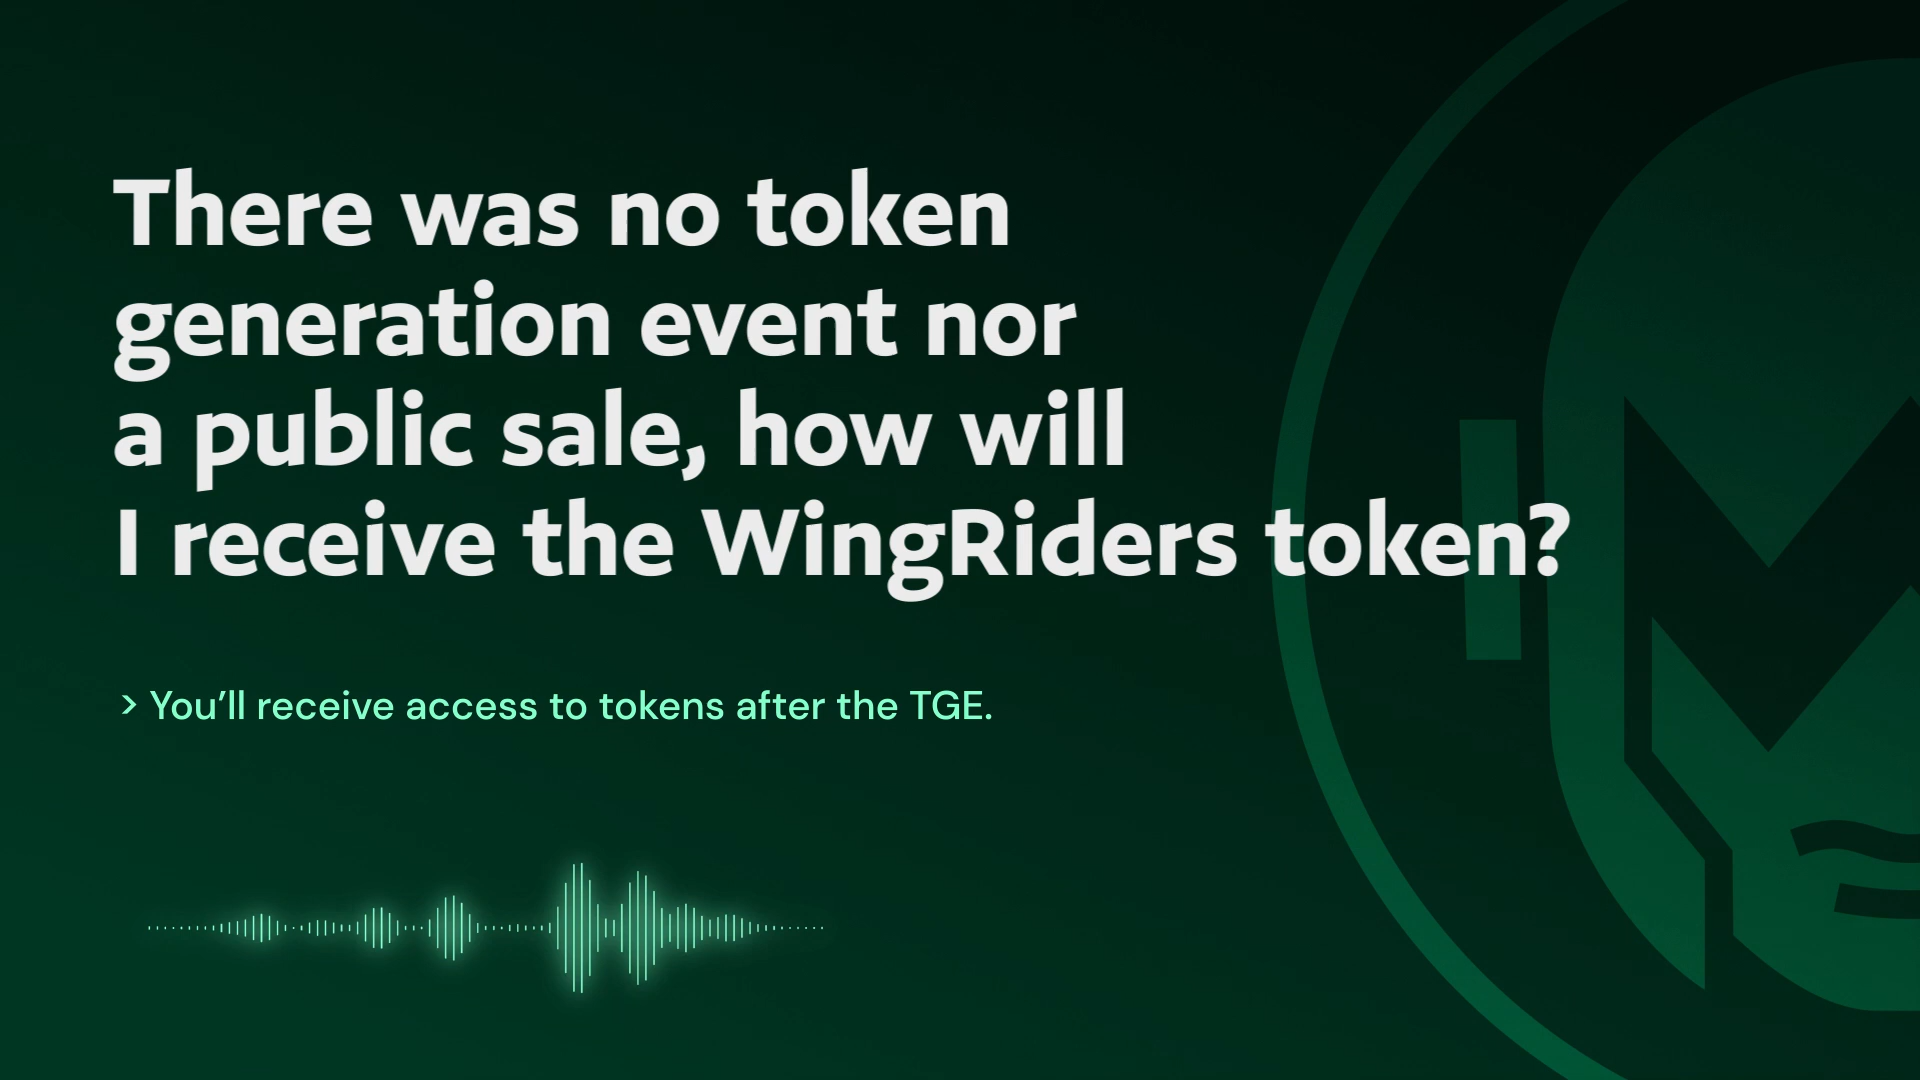 There was no token
generation event nor
a public sale, how will
I receive the WingRiders token?
> You’ll receive access to tokens after the TGE.